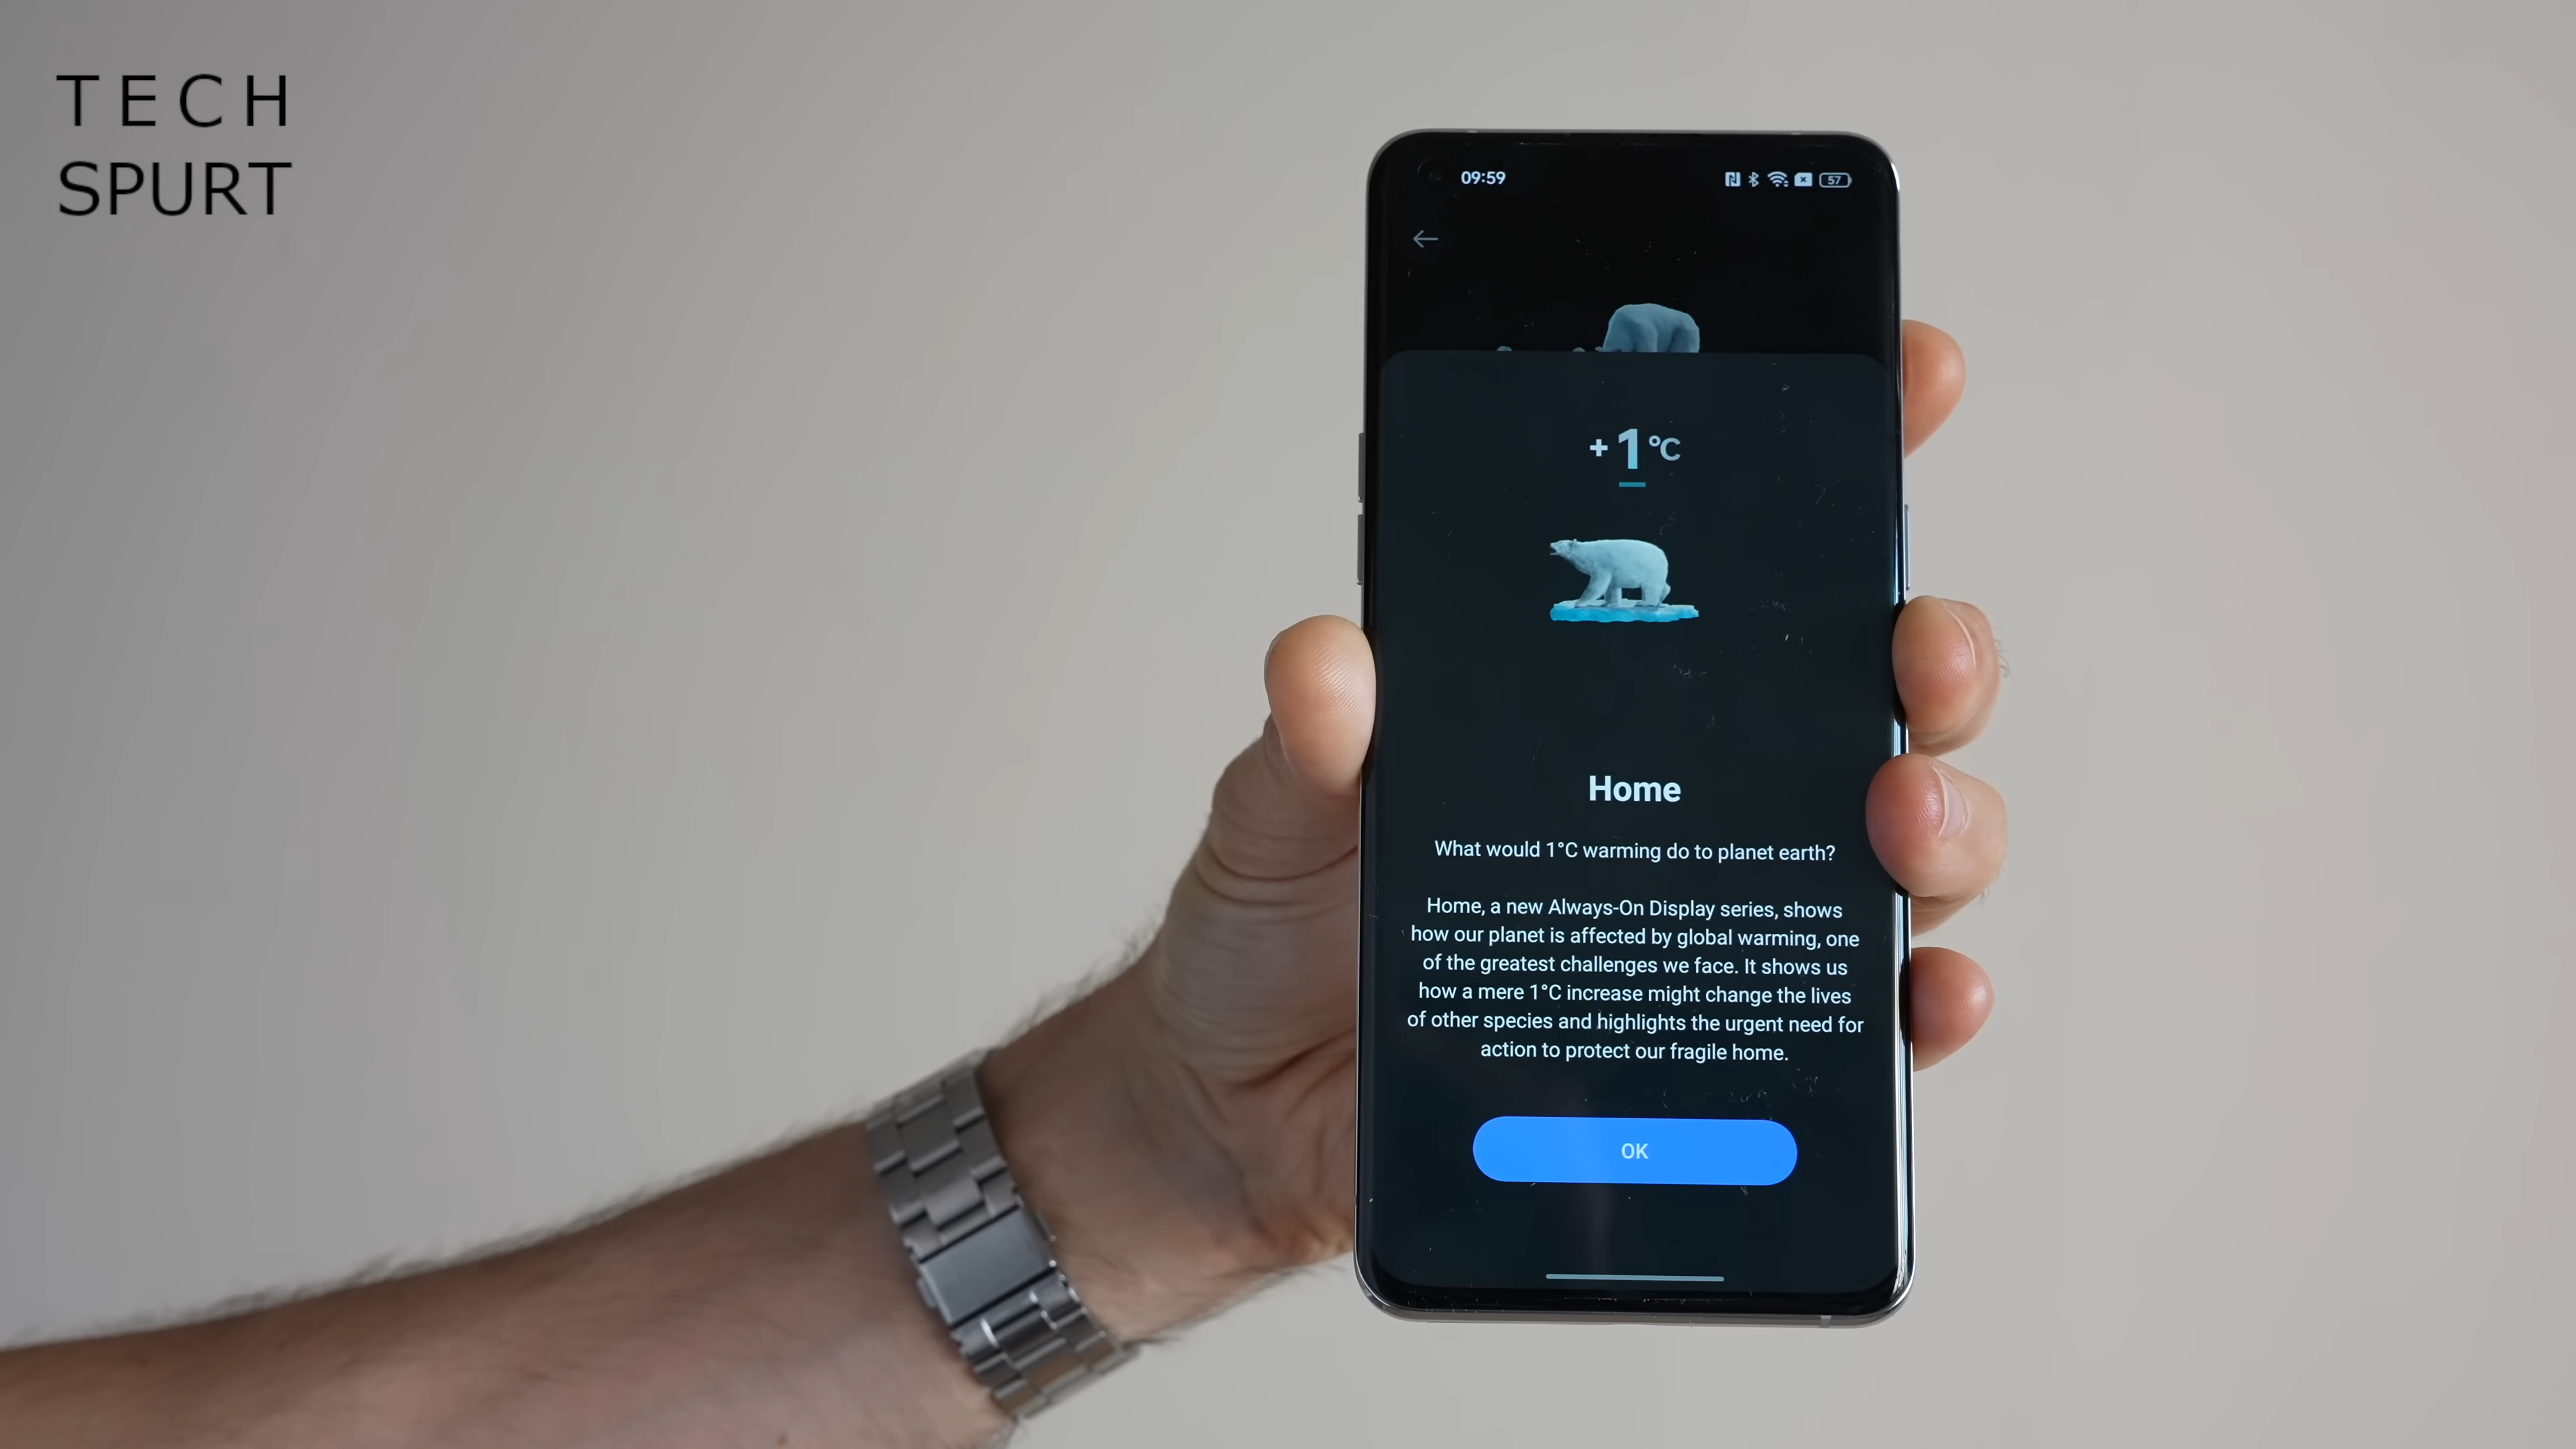 TECH
SPURT
09:59
57
+1°C
Home
What would 1°C warming do to planet earth?
Home, a new Always-On Display series, shows
how our planet is affected by global warming, one
of the greatest challenges we face. It shows us
how a mere 1°C increase might change the lives
of other species and highlights the urgent need for
action to protect our fragile home.
OK